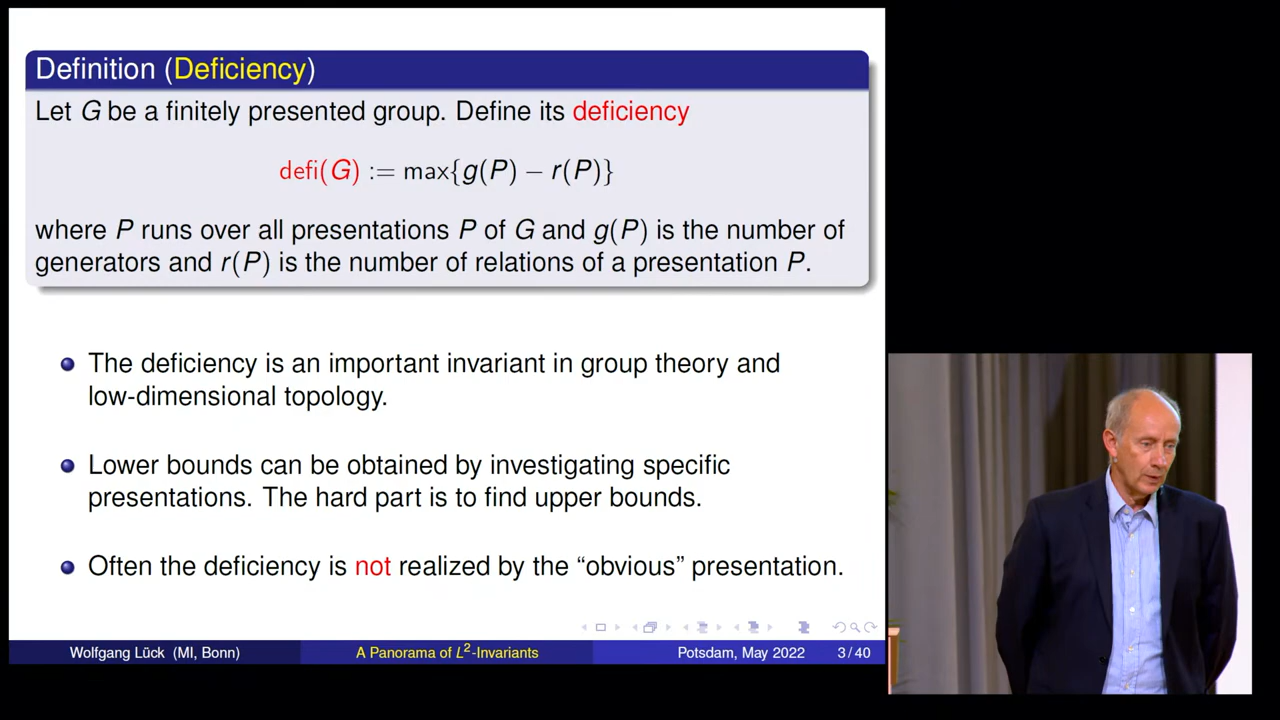 Definition (Deficiency)
Let G be a finitely presented group. Define its deficiency
defi(G) := max{g(P) − r(P)}
where P runs over all presentations P of G and g(P) is the number of
generators and r(P) is the number of relations of a presentation P.
The deficiency is an important invariant in group theory and
low-dimensional topology.
Lower bounds can be obtained by investigating specific
presentations. The hard part is to find upper bounds.
Often the deficiency is not realized by the “obvious” presentation.
Wolfgang Lück (MI, Bonn) A Panorama of L²-Invariants Potsdam, May 2022 3 / 40